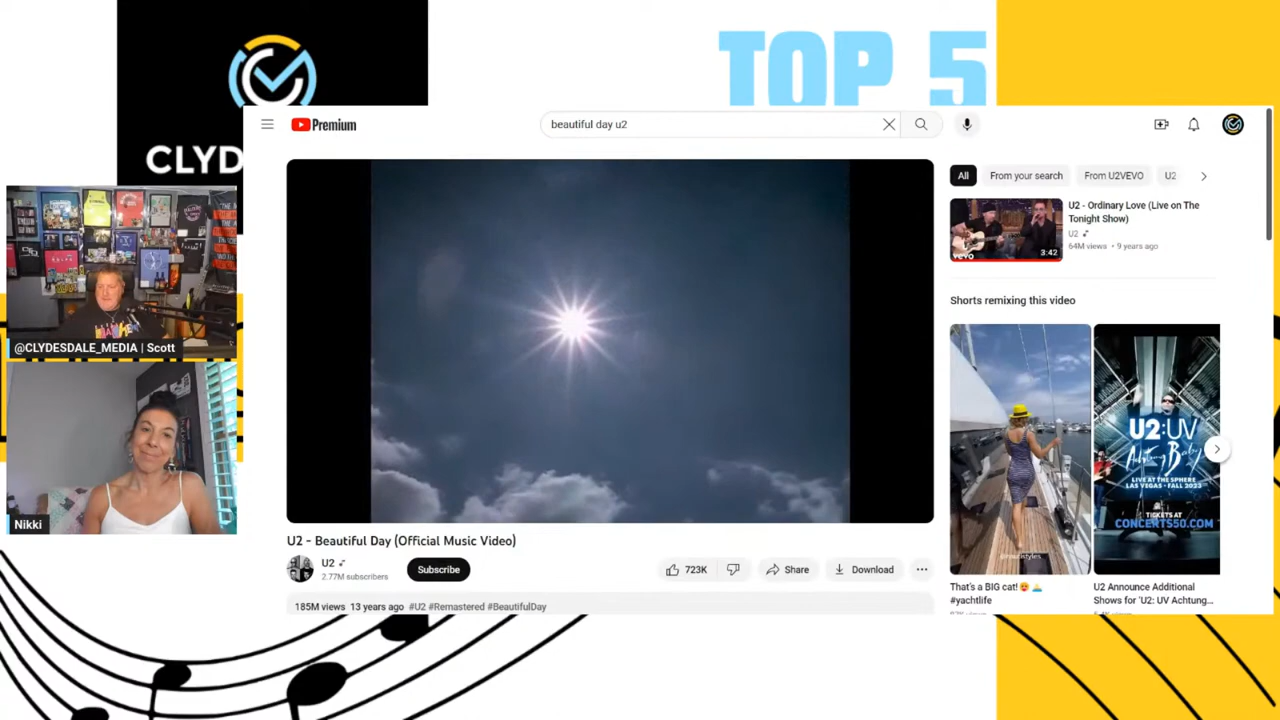 TOP 5
CLYD
Premium
beautiful day u2
All
From your search
From U2VEVO
U2
U2 - Ordinary Love (Live on The
Tonight Show)
U2
64M views • 9 years ago
vevo
3:42
Shorts remixing this video
@CLYDESDALE_MEDIA | Scott
Nikki
U2:UV
Achtung Baby
LIVE AT THE SPHERE
LAS VEGAS - FALL 2023
TICKETS AT
CONCERTS50.COM
U2 - Beautiful Day (Official Music Video)
U2
2.77M subscribers
Subscribe
723K
Share
Download
That's a BIG cat! 🥵 🚤
#yachtlife
U2 Announce Additional
Shows for 'U2: UV Achtung...
185M views 13 years ago #U2 #Remastered #BeautifulDay